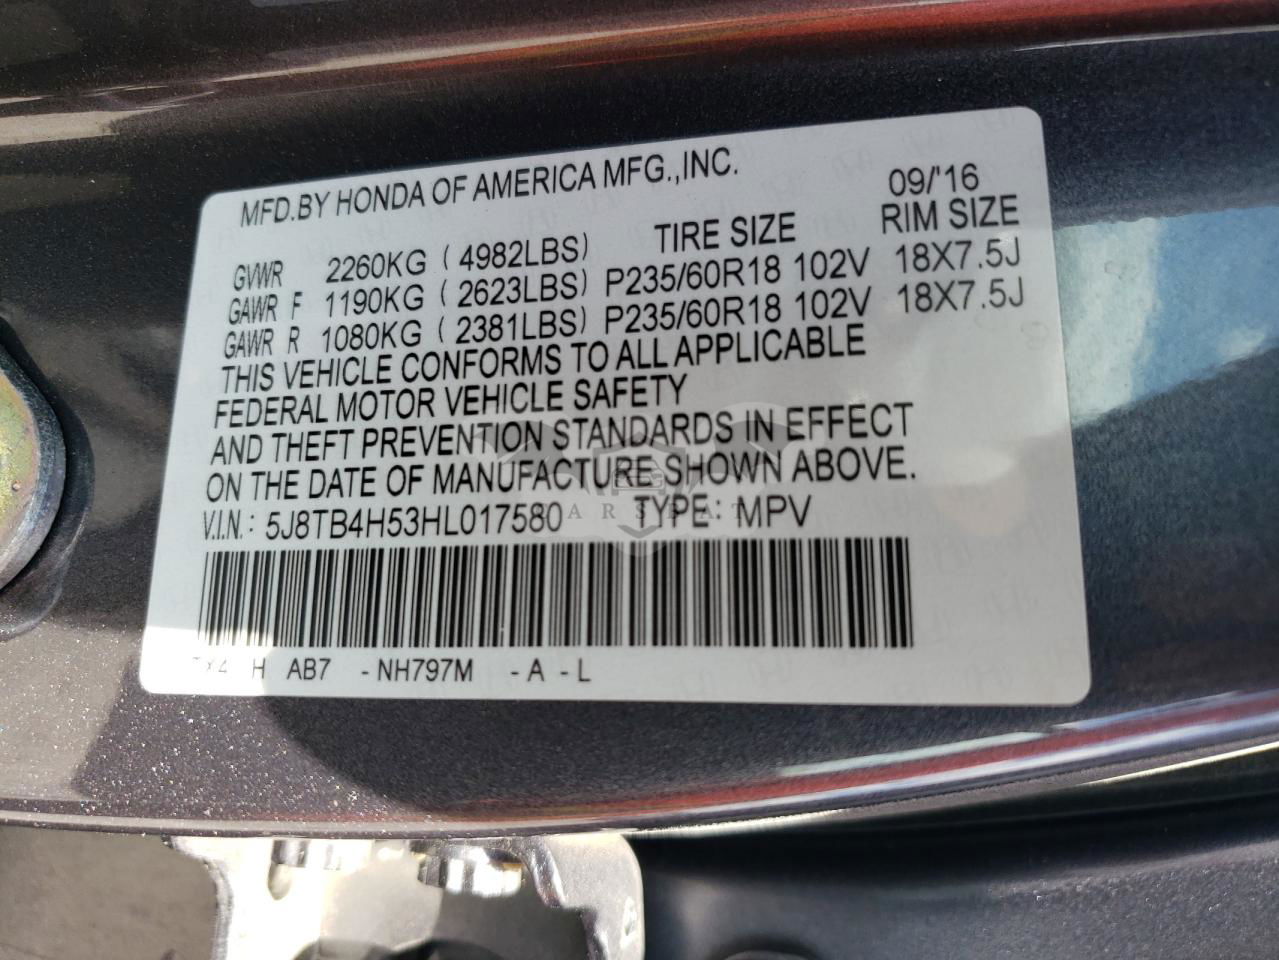 MFD.BY HONDA OF AMERICA MFG.,INC. 09/'16
TIRE SIZE RIM SIZE
GVWR 2260KG ( 4982LBS)
GAWR F 1190KG ( 2623LBS) P235/60R18 102V 18X7.5J
GAWR R 1080KG ( 2381LBS) P235/60R18 102V 18X7.5J
THIS VEHICLE CONFORMS TO ALL APPLICABLE
FEDERAL MOTOR VEHICLE SAFETY
AND THEFT PREVENTION STANDARDS IN EFFECT
ON THE DATE OF MANUFACTURE SHOWN ABOVE.
V.I.N.: 5J8TB4H53HL017580 TYPE: MPV
H AB7 -NH797M -A -L